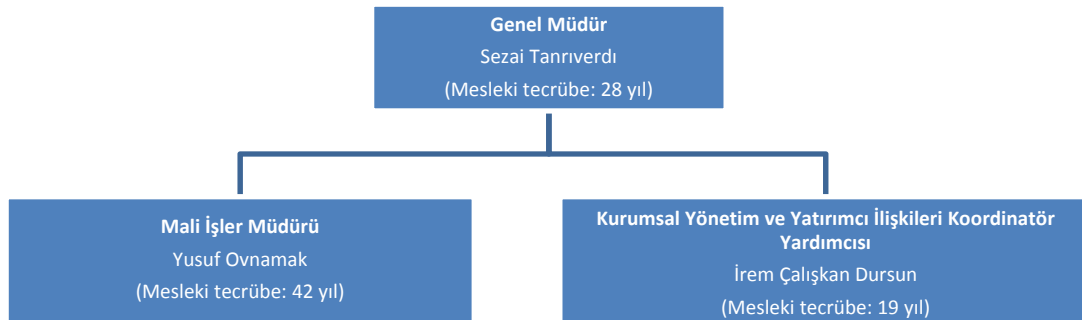 Genel Müdür
Sezai Tanrıverdı
(Mesleki tecrübe: 28 yıl)
Mali İşler Müdürü
Yusuf Ovnamak
(Mesleki tecrübe: 42 yıl)
Kurumsal Yönetim ve Yatırımcı İlişkileri Koordinatör
Yardımcısı
İrem Çalışkan Dursun
(Mesleki tecrübe: 19 yıl)